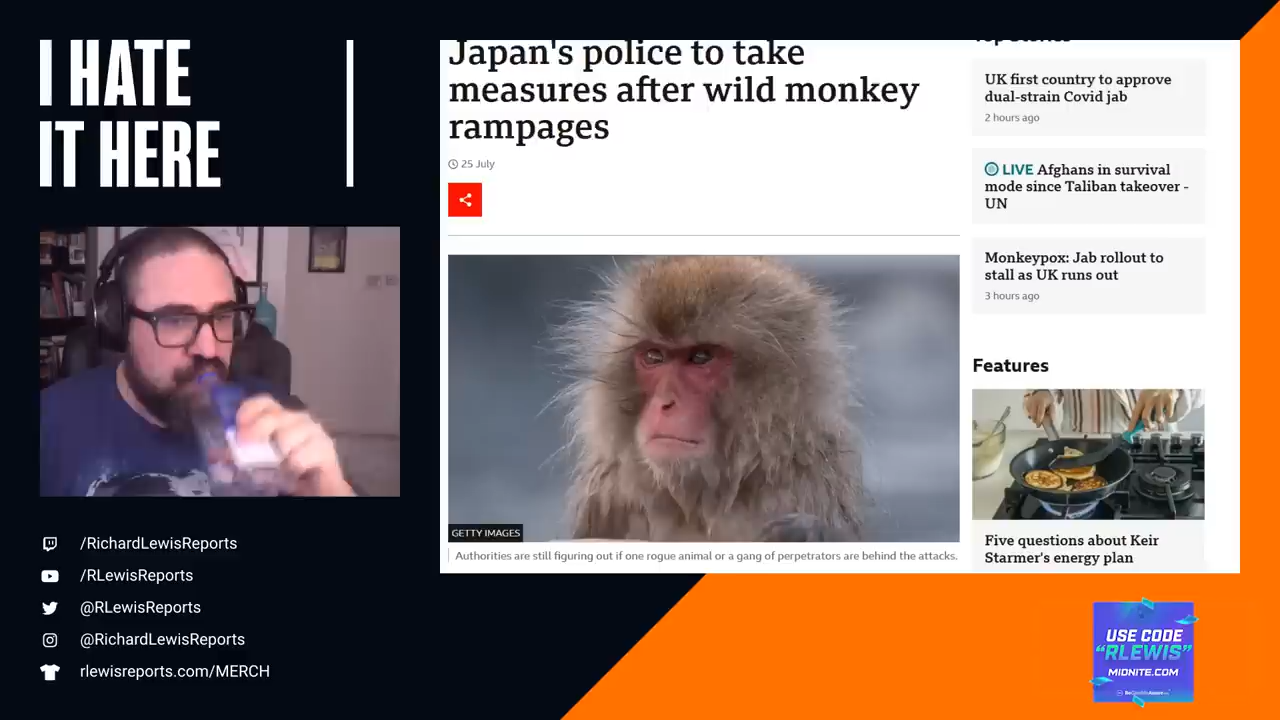 I HATE
IT HERE
/RichardLewisReports
/RLewisReports
@RLewisReports
@RichardLewisReports
rlewisreports.com/MERCH
Japan's police to take
measures after wild monkey
rampages
25 July
GETTY IMAGES
Authorities are still figuring out if one rogue animal or a gang of perpetrators are behind the attacks.
Top Stories
UK first country to approve
dual-strain Covid jab
2 hours ago
LIVE Afghans in survival
mode since Taliban takeover -
UN
Monkeypox: Jab rollout to
stall as UK runs out
3 hours ago
Features
Five questions about Keir
Starmer's energy plan
USE CODE
"RLEWIS"
MIDNITE.COM